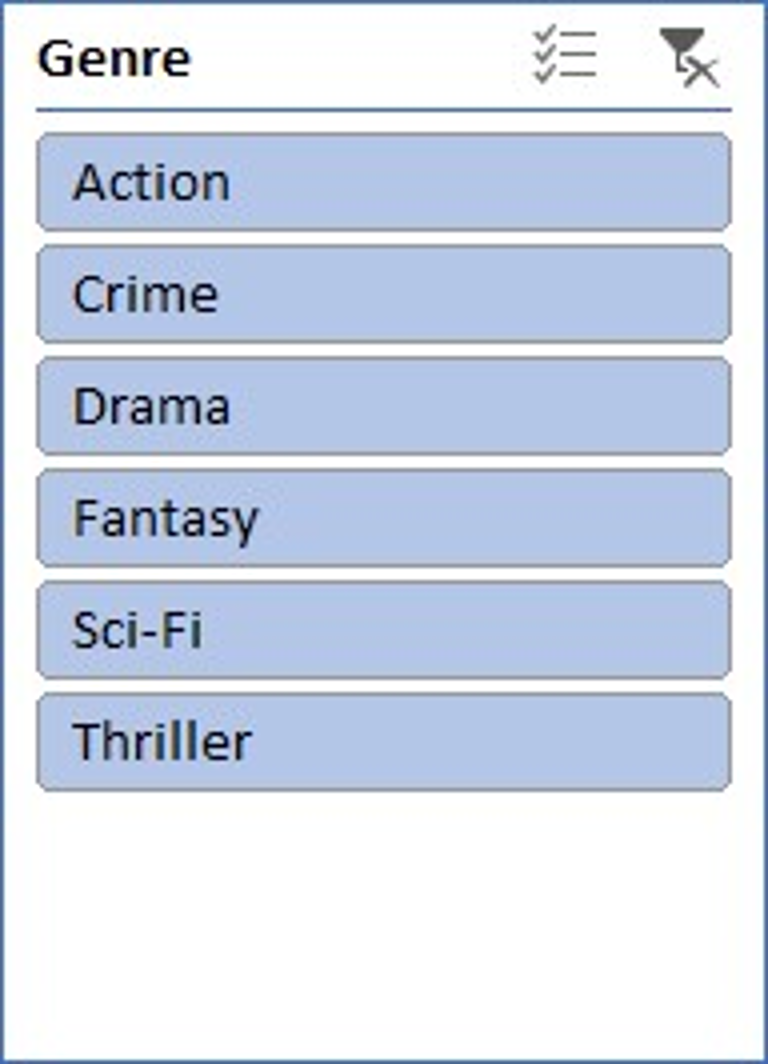 Genre
Action
Crime
Drama
Fantasy
Sci-Fi
Thriller